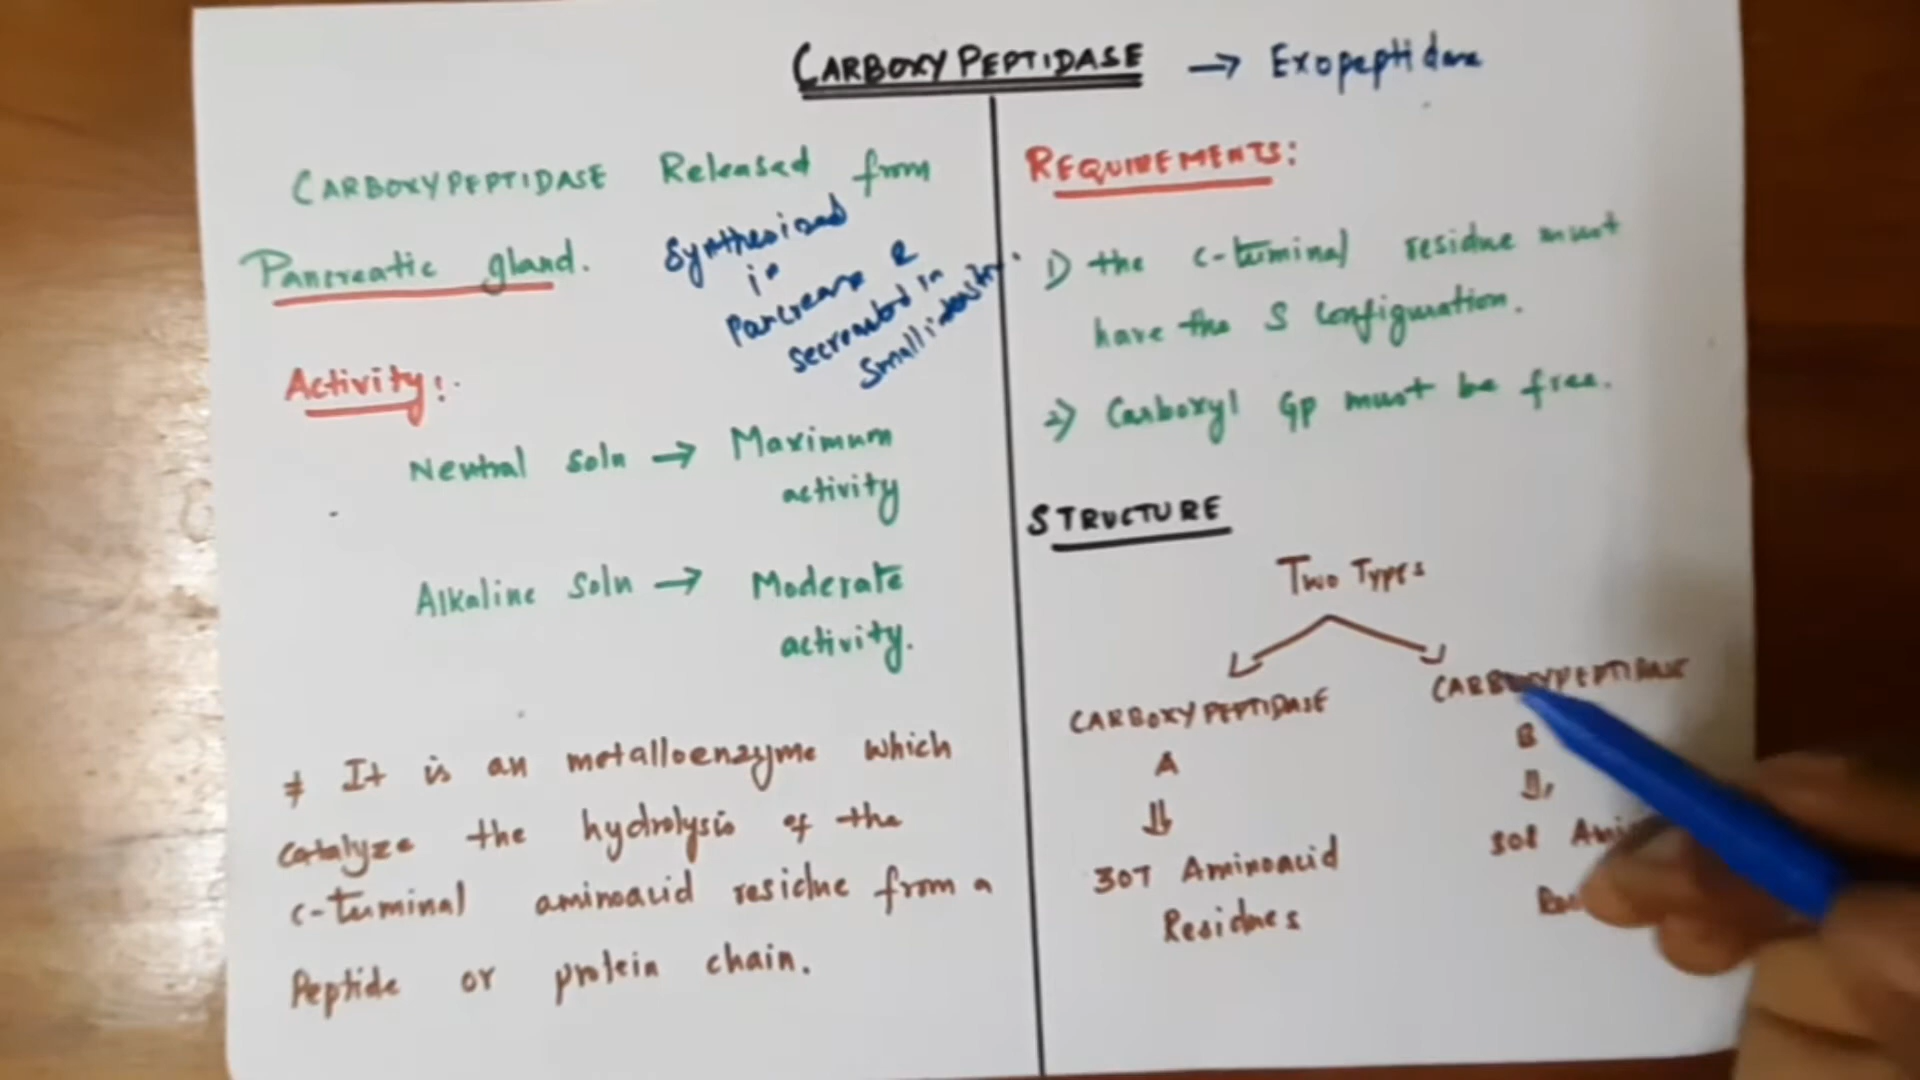 CARBOXYPEPTIDASE → Exopeptidase
CARBOXYPEPTIDASE Released from
Pancreatic gland.
Synthesized
in
Pancreas &
secreated in
small intestine.
Activity:
Neutral soln → Maximum
activity
Alkaline soln → Moderate
activity.
* It is an metalloenzyme which
catalyze the hydrolysis of the
c-terminal aminoacid residue from a
Peptide or protein chain.
REQUIREMENTS:
1) the c-terminal residue must
have the S configuration.
2) Carboxyl Gp must be free.
STRUCTURE
Two Types
CARBOXYPEPTIDASE
A
⇓
307 Aminoacid
Residues
CARBOXYPEPTIDASE
B
⇓
308